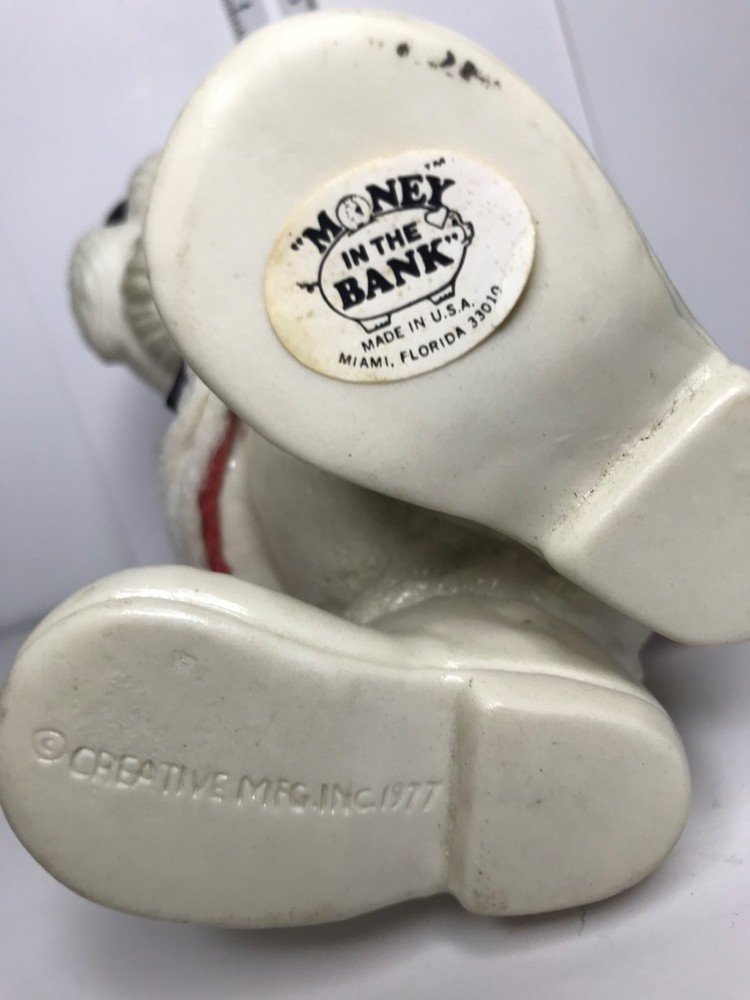 "MONEY™
IN THE
BANK"
MADE IN U.S.A.
MIAMI, FLORIDA 33010
© CREATIVE MFG. INC. 1977